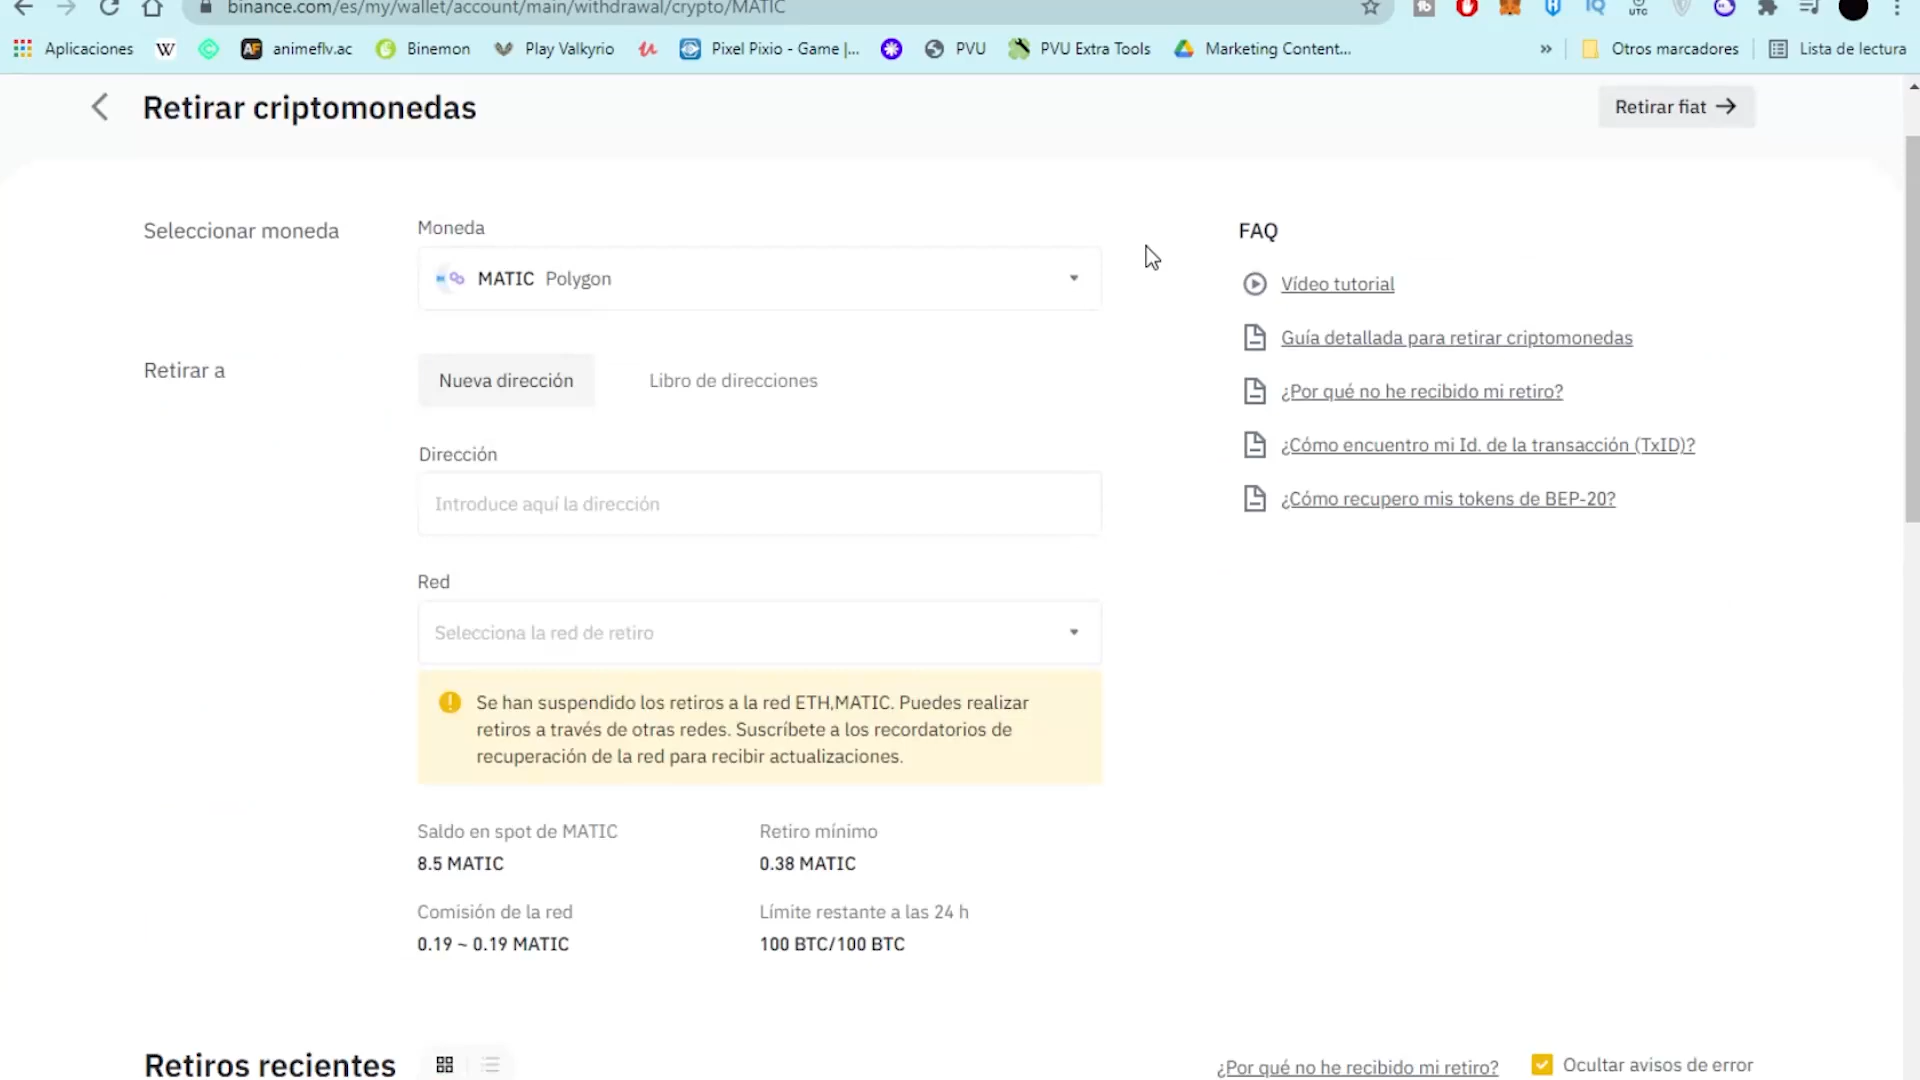 binance.com/es/my/wallet/account/main/withdrawal/crypto/MATIC
Aplicaciones
W
AF
animeflv.ac
Binemon
Play Valkyrio
Pixel Pixio - Game |...
PVU
PVU Extra Tools
Marketing Content...
»
Otros marcadores
Lista de lectura
Retirar criptomonedas
Retirar fiat →
Seleccionar moneda
Moneda
MATIC Polygon
Retirar a
Nueva dirección
Libro de direcciones
Dirección
Introduce aquí la dirección
Red
Selecciona la red de retiro
Se han suspendido los retiros a la red ETH,MATIC. Puedes realizar
retiros a través de otras redes. Suscríbete a los recordatorios de
recuperación de la red para recibir actualizaciones.
Saldo en spot de MATIC
8.5 MATIC
Retiro mínimo
0.38 MATIC
Comisión de la red
0.19 ~ 0.19 MATIC
Límite restante a las 24 h
100 BTC/100 BTC
FAQ
Vídeo tutorial
Guía detallada para retirar criptomonedas
¿Por qué no he recibido mi retiro?
¿Cómo encuentro mi Id. de la transacción (TxID)?
¿Cómo recupero mis tokens de BEP-20?
Retiros recientes
¿Por qué no he recibido mi retiro?
Ocultar avisos de error